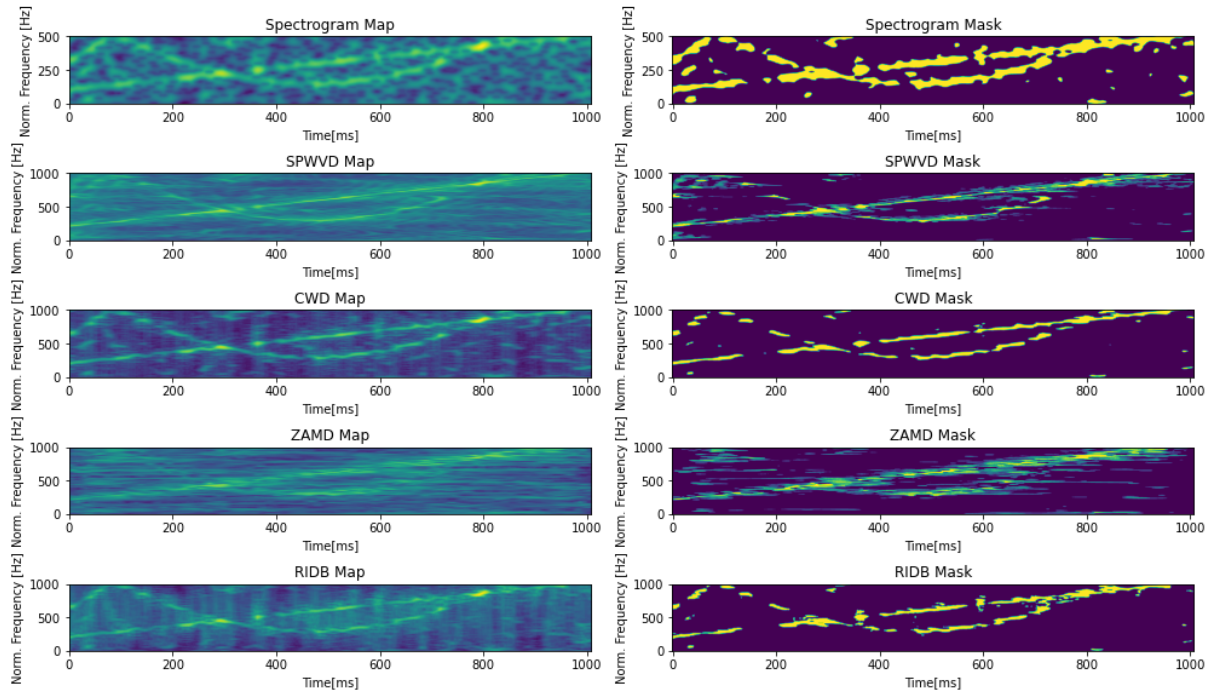 Spectrogram Map
Norm. Frequency [Hz]
500
250
0
0 200 400 600 800 1000
Time[ms]
Spectrogram Mask
Norm. Frequency [Hz]
500
250
0
0 200 400 600 800 1000
Time[ms]
SPWVD Map
Norm. Frequency [Hz]
1000
500
0
0 200 400 600 800 1000
Time[ms]
SPWVD Mask
Norm. Frequency [Hz]
1000
500
0
0 200 400 600 800 1000
Time[ms]
CWD Map
Norm. Frequency [Hz]
1000
500
0
0 200 400 600 800 1000
Time[ms]
CWD Mask
Norm. Frequency [Hz]
1000
500
0
0 200 400 600 800 1000
Time[ms]
ZAMD Map
Norm. Frequency [Hz]
1000
500
0
0 200 400 600 800 1000
Time[ms]
ZAMD Mask
Norm. Frequency [Hz]
1000
500
0
0 200 400 600 800 1000
Time[ms]
RIDB Map
Norm. Frequency [Hz]
1000
500
0
0 200 400 600 800 1000
Time[ms]
RIDB Mask
Norm. Frequency [Hz]
1000
500
0
0 200 400 600 800 1000
Time[ms]